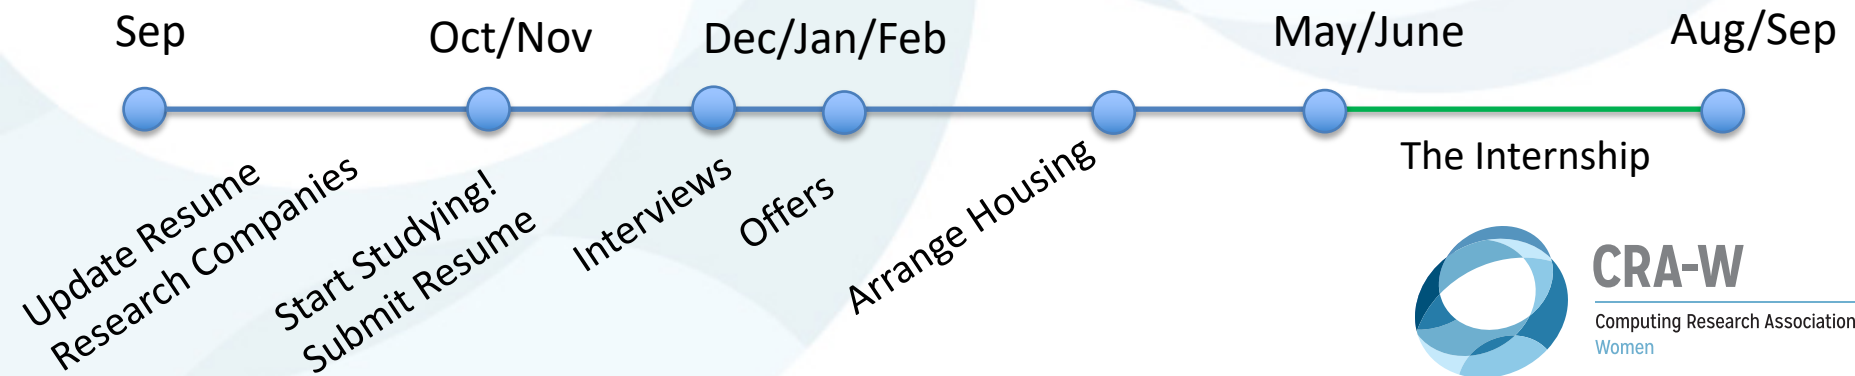 Sep
Oct/Nov
Dec/Jan/Feb
May/June
Aug/Sep
Update Resume
Research Companies
Start Studying!
Submit Resume
Interviews
Offers
Arrange Housing
The Internship
CRA-W
Computing Research Association
Women